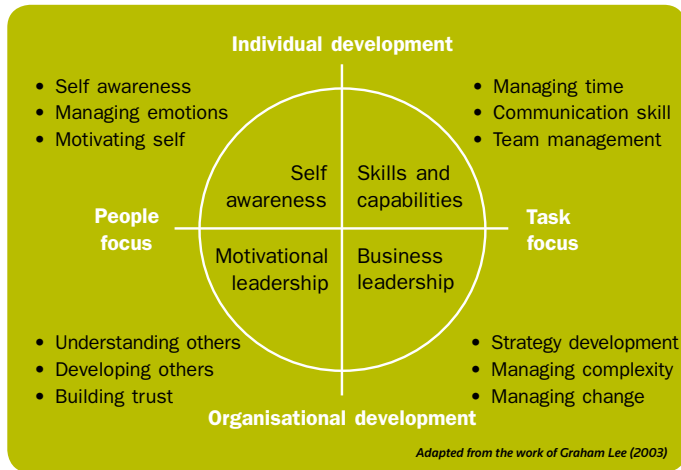 Individual development
• Self awareness
• Managing emotions
• Motivating self
• Managing time
• Communication skill
• Team management
Self
awareness
Skills and
capabilities
People
focus
Task
focus
Motivational
leadership
Business
leadership
• Understanding others
• Developing others
• Building trust
• Strategy development
• Managing complexity
• Managing change
Organisational development
Adapted from the work of Graham Lee (2003)